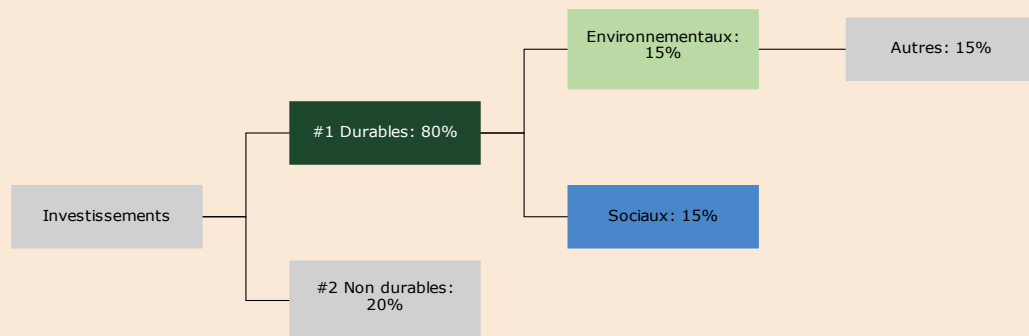 Environnementaux:
15%
Autres: 15%
#1 Durables: 80%
Investissements
Sociaux: 15%
#2 Non durables:
20%